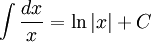 ∫ dx/x = ln |x| + C